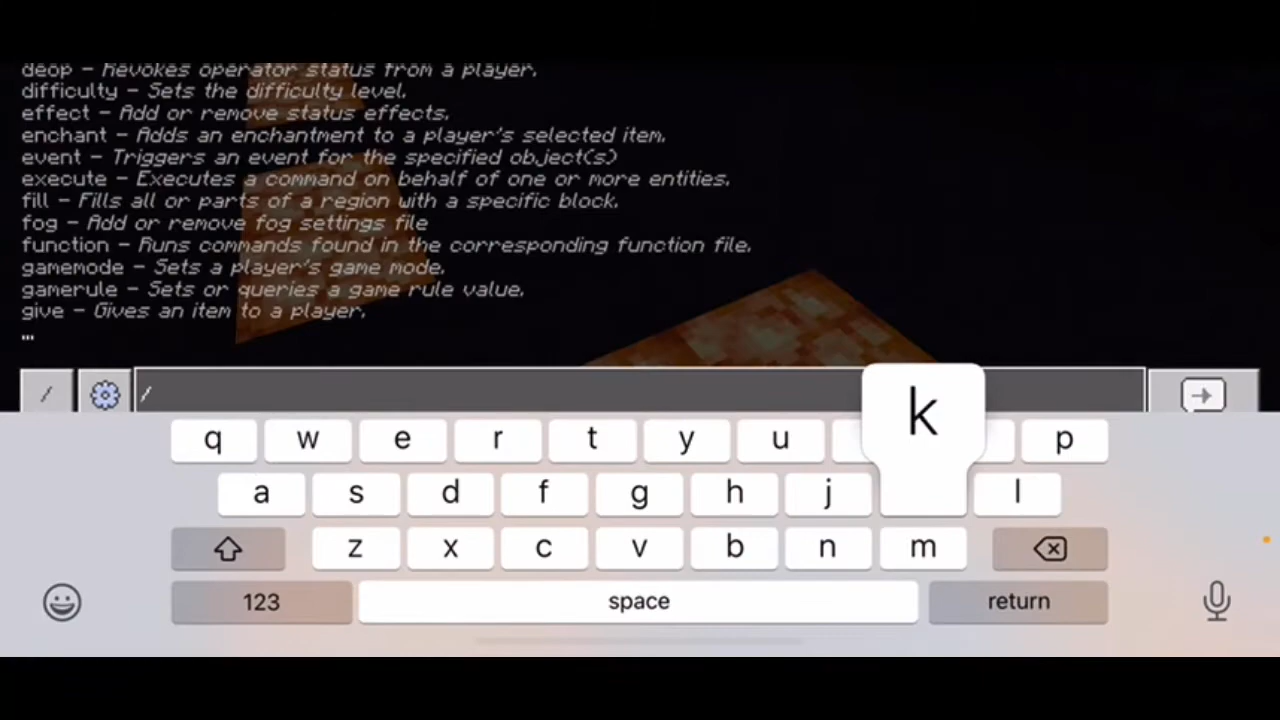 deop – Revokes operator status from a player.
difficulty – Sets the difficulty level.
effect – Add or remove status effects.
enchant – Adds an enchantment to a player's selected item.
event – Triggers an event for the specified object(s)
execute – Executes a command on behalf of one or more entities.
fill – Fills all or parts of a region with a specific block.
fog – Add or remove fog settings file
function – Runs commands found in the corresponding function file.
gamemode – Sets a player's game mode.
gamerule – Sets or queries a game rule value.
give – Gives an item to a player.
...
/ /
k
q w e r t y u p
a s d f g h j l
z x c v b n m
123 space return